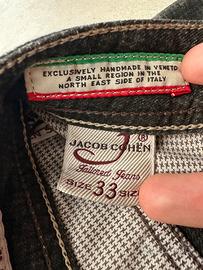 EXCLUSIVELY HANDMADE IN VENETO
A SMALL REGION IN THE
NORTH EAST SIDE OF ITALY
J ®
JACOB COHËN
Tailored Jeans
SIZE 33 SIZE